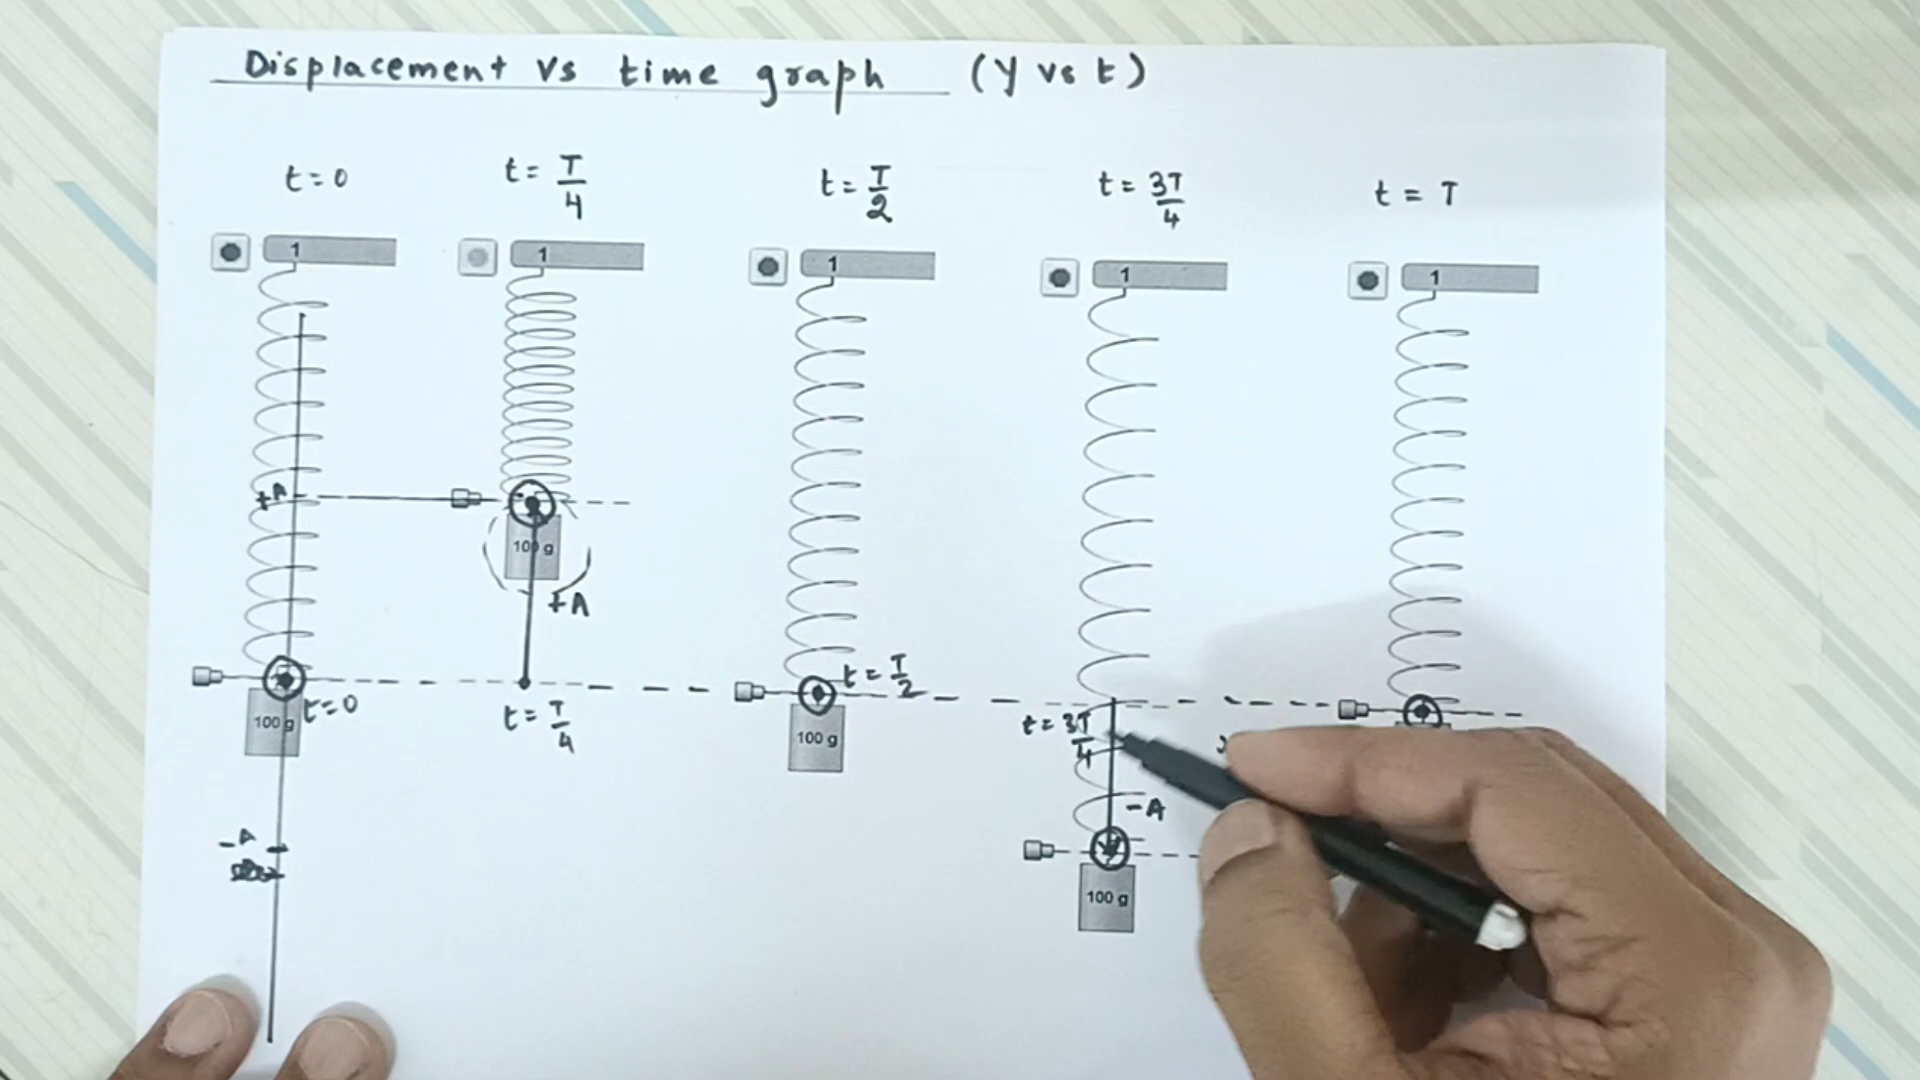 Displacement vs time graph (Y vs t)
t = 0
t = T/4
t = T/2
t = 3T/4
t = T
1
1
1
1
1
+A
100 g
+A
t = T/2
100 g
t = 0
t = T/4
100 g
t = 3T/4
-A
-A
100 g